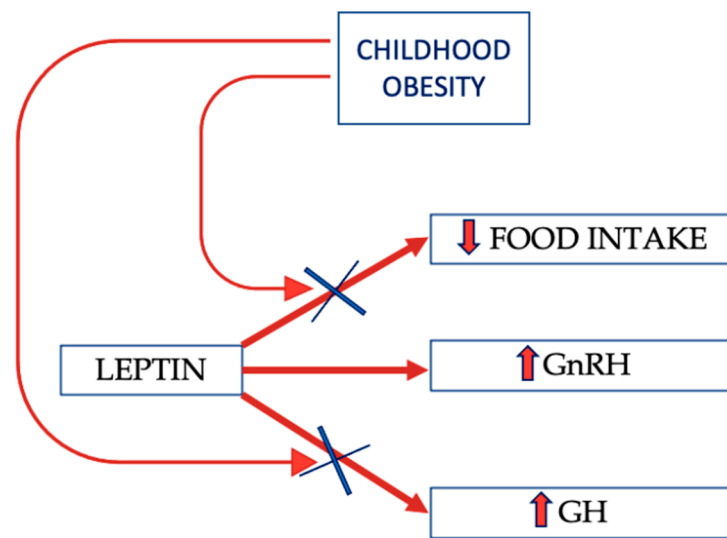 CHILDHOOD
OBESITY
FOOD INTAKE
LEPTIN
GnRH
GH